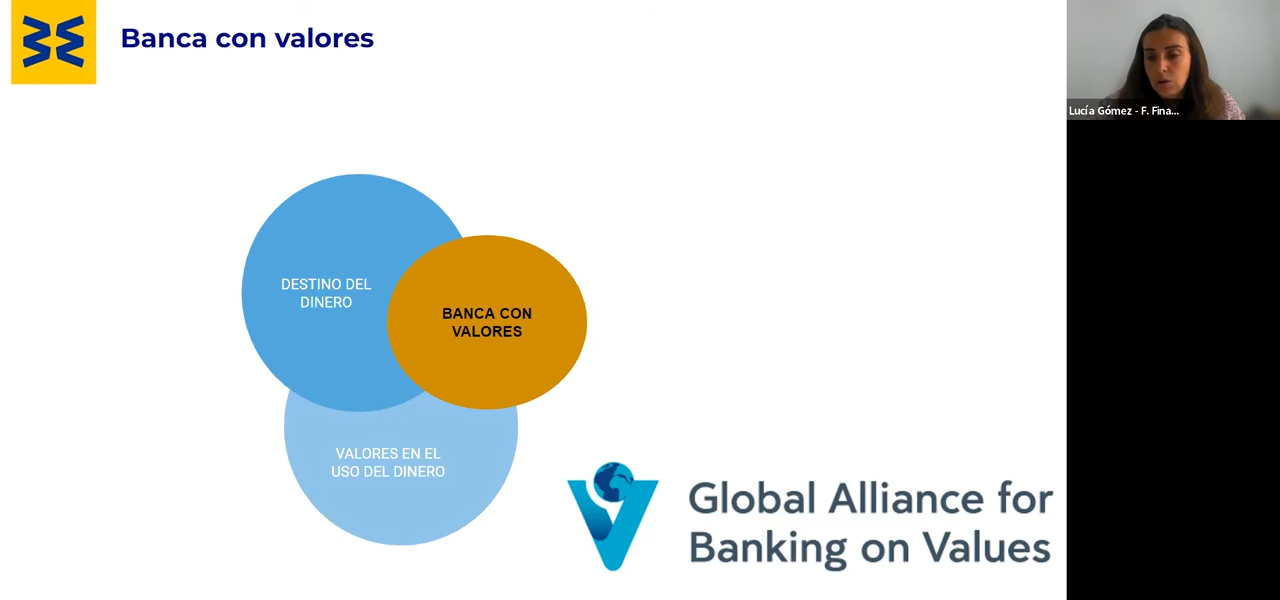 Banca con valores
Lucía Gómez - F. Fina...
DESTINO DEL
DINERO
BANCA CON
VALORES
VALORES EN EL
USO DEL DINERO
Global Alliance for
Banking on Values